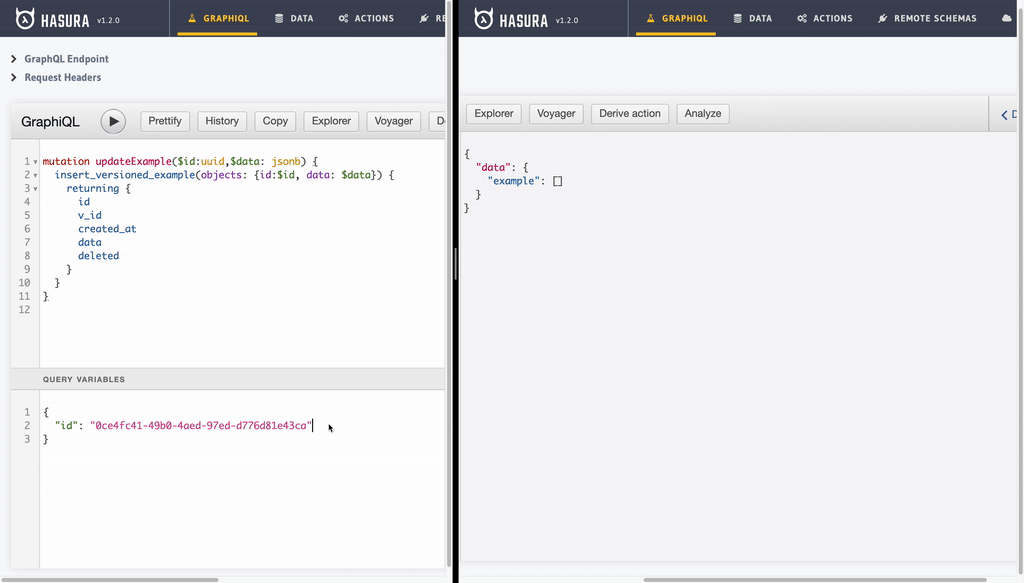 HASURA v1.2.0 GRAPHIQL DATA ACTIONS RE
GraphQL Endpoint
Request Headers
GraphiQL Prettify History Copy Explorer Voyager D
1 mutation updateExample($id:uuid,$data: jsonb) {
2 insert_versioned_example(objects: {id:$id, data: $data}) {
3 returning {
4 id
5 v_id
6 created_at
7 data
8 deleted
9 }
10 }
11 }
12
QUERY VARIABLES
1 {
2 "id": "0ce4fc41-49b0-4aed-97ed-d776d81e43ca"
3 }
HASURA v1.2.0 GRAPHIQL DATA ACTIONS REMOTE SCHEMAS
Explorer Voyager Derive action Analyze
{
"data": {
"example": []
}
}